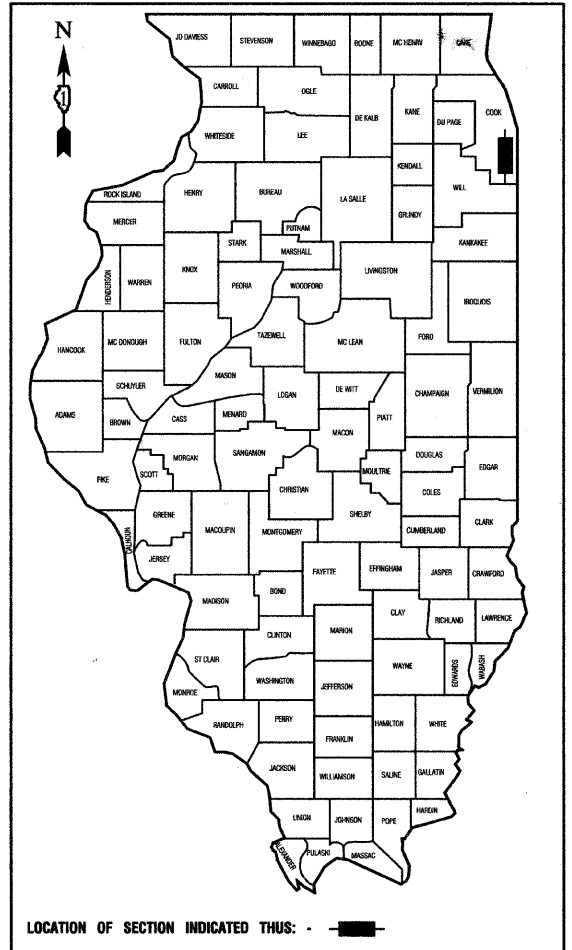 JO DAVIESS STEVENSON WINNEBAGO BOONE MC HENRY LAKE
CARROLL OGLE DE KALB KANE DU PAGE COOK
1
WHITESIDE LEE
KENDALL WILL
ROCK ISLAND HENRY BUREAU LA SALLE GRUNDY
MERCER PUTNAM
STARK MARSHALL KANKAKEE
HENDERSON WARREN KNOX PEORIA WOODFORD LIVINGSTON IROQUOIS
HANCOCK MC DONOUGH FULTON TAZEWELL MC LEAN FORD
SCHUYLER MASON LOGAN DE WITT CHAMPAIGN VERMILION
ADAMS BROWN CASS MENARD PIATT
MACON
MORGAN SANGAMON DOUGLAS EDGAR
PIKE SCOTT CHRISTIAN MOULTRIE COLES
GREENE MACOUPIN SHELBY CLARK
CALHOUN MONTGOMERY CUMBERLAND
JERSEY FAYETTE EFFINGHAM JASPER CRAWFORD
MADISON BOND CLAY
CLINTON MARION RICHLAND LAWRENCE
ST CLAIR WAYNE EDWARDS WABASH
WASHINGTON JEFFERSON
MONROE
RANDOLPH PERRY HAMILTON WHITE
FRANKLIN
JACKSON WILLIAMSON SALINE GALLATIN
UNION JOHNSON POPE HARDIN
ALEXANDER PULASKI MASSAC
LOCATION OF SECTION INDICATED THUS: -